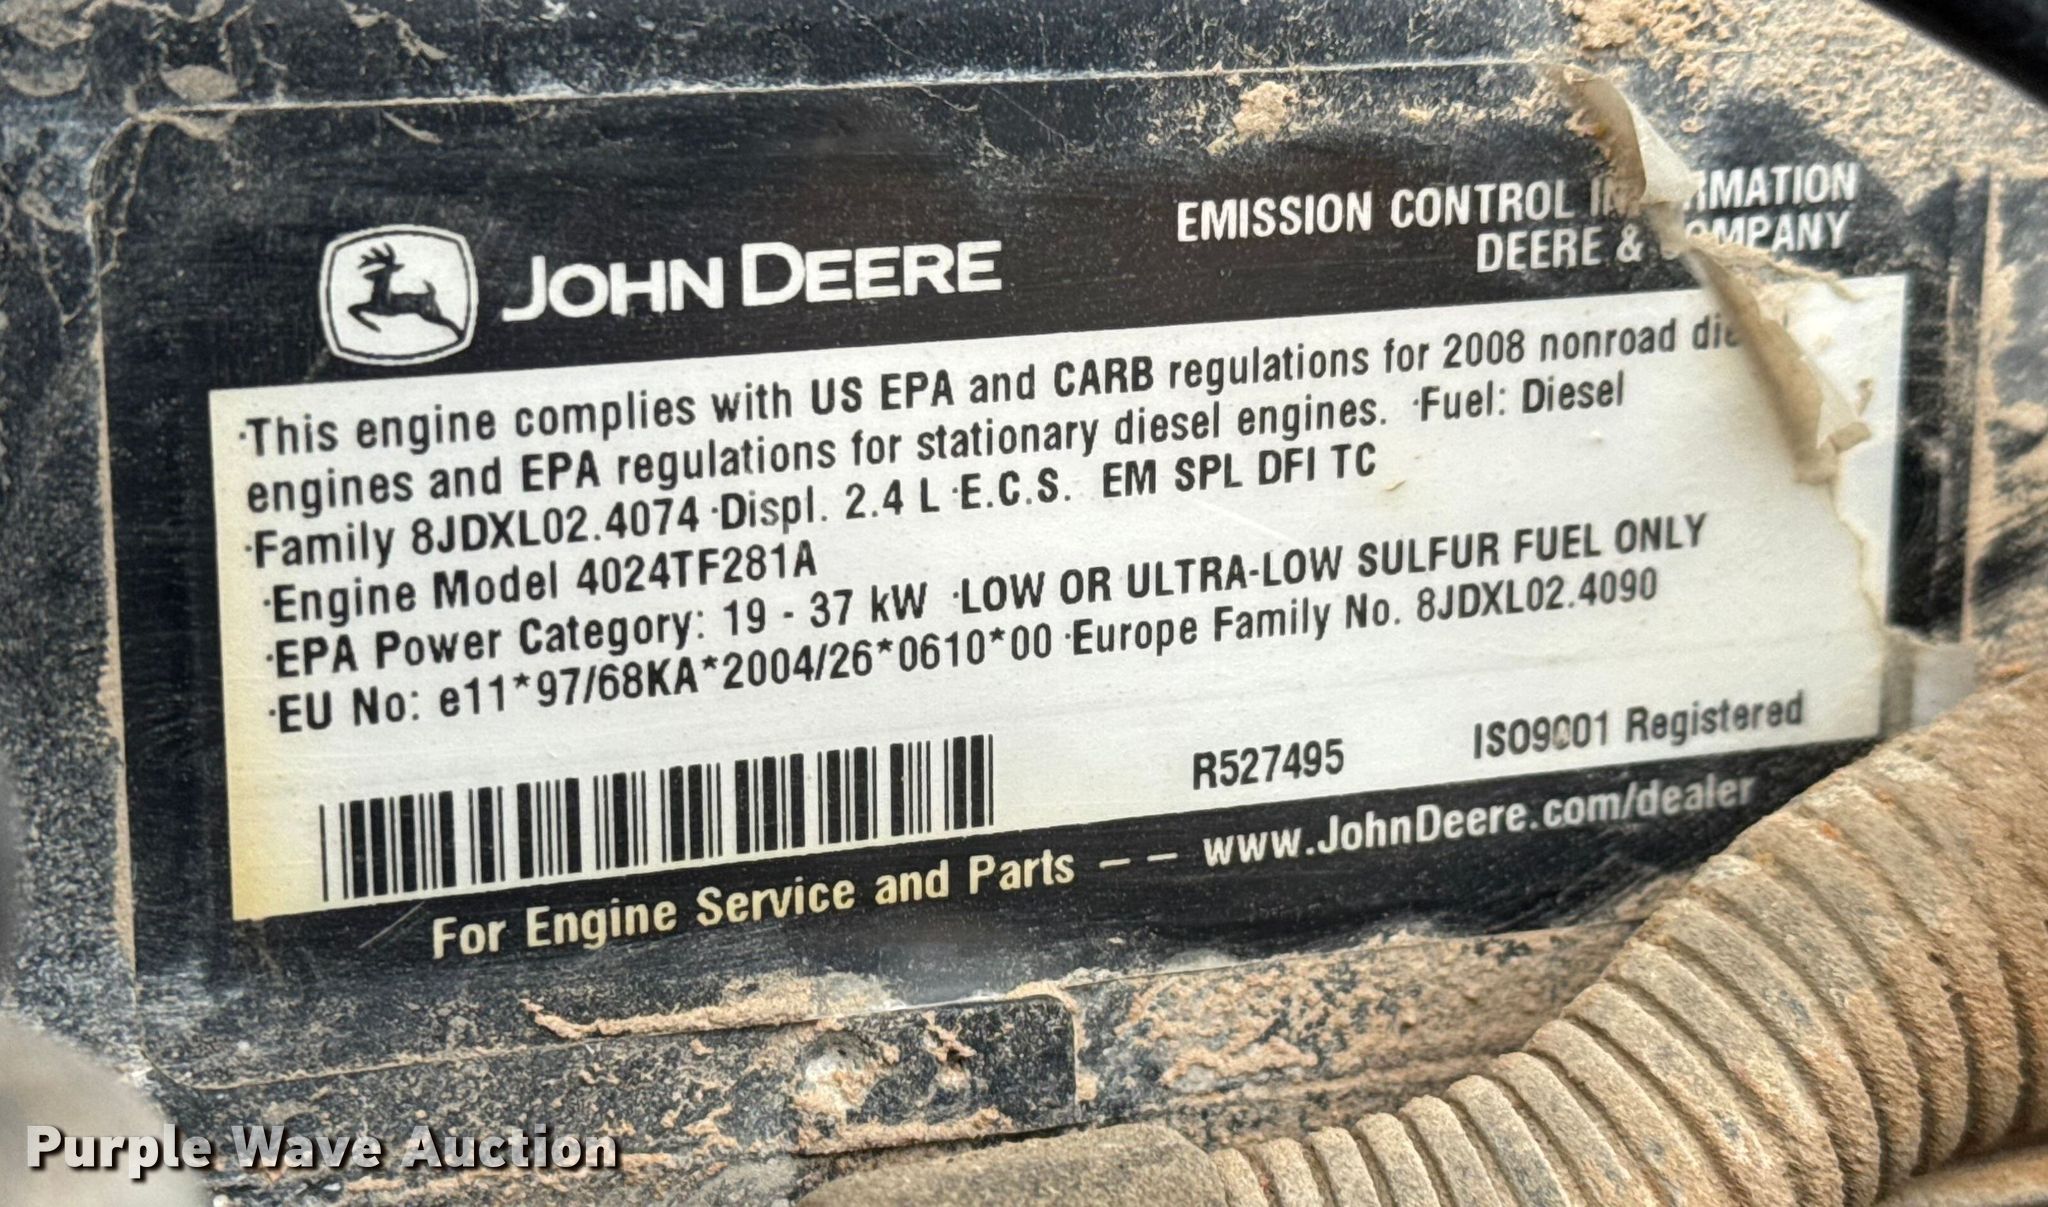 JOHN DEERE
EMISSION CONTROL
DEERE &
·This engine complies with US EPA and CARB regulations for 2008 nonroad
engines and EPA regulations for stationary diesel engines. ·Fuel: Diesel
·Family 8JDXL02.4074 ·Displ. 2.4 L ·E.C.S. EM SPL DFI TC
·Engine Model 4024TF281A
·EPA Power Category: 19 - 37 kW ·LOW OR ULTRA-LOW SULFUR FUEL ONLY
·EU No: e11*97/68KA*2004/26*0610*00 ·Europe Family No. 8JDXL02.4090
R527495 ISO9001 Registered
For Engine Service and Parts – – www.JohnDeere.com/dealer
Purple Wave Auction